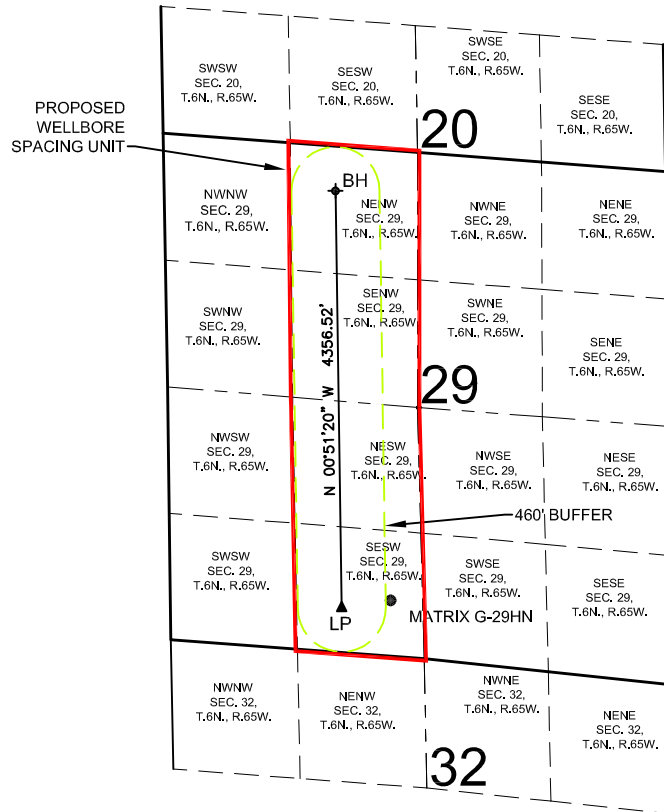 SWSW
SEC. 20,
T.6N., R.65W.
SESW
SEC. 20,
T.6N., R.65W.
SWSE
SEC. 20,
T.6N., R.65W.
SESE
SEC. 20,
T.6N., R.65W.
PROPOSED
WELLBORE
SPACING UNIT
20
BH
NWNW
SEC. 29,
T.6N., R.65W.
NENW
SEC. 29,
T.6N., R.65W.
NWNE
SEC. 29,
T.6N., R.65W.
NENE
SEC. 29,
T.6N., R.65W.
SWNW
SEC. 29,
T.6N., R.65W.
SENW
SEC. 29,
T.6N., R.65W.
SWNE
SEC. 29,
T.6N., R.65W.
SENE
SEC. 29,
T.6N., R.65W.
N 00°51'20" W 4356.52'
29
NWSW
SEC. 29,
T.6N., R.65W.
NESW
SEC. 29,
T.6N., R.65W.
NWSE
SEC. 29,
T.6N., R.65W.
NESE
SEC. 29,
T.6N., R.65W.
460' BUFFER
SWSW
SEC. 29,
T.6N., R.65W.
SESW
SEC. 29,
T.6N., R.65W.
SWSE
SEC. 29,
T.6N., R.65W.
SESE
SEC. 29,
T.6N., R.65W.
LP
MATRIX G-29HN
NWNW
SEC. 32,
T.6N., R.65W.
NENW
SEC. 32,
T.6N., R.65W.
NWNE
SEC. 32,
T.6N., R.65W.
NENE
SEC. 32,
T.6N., R.65W.
32